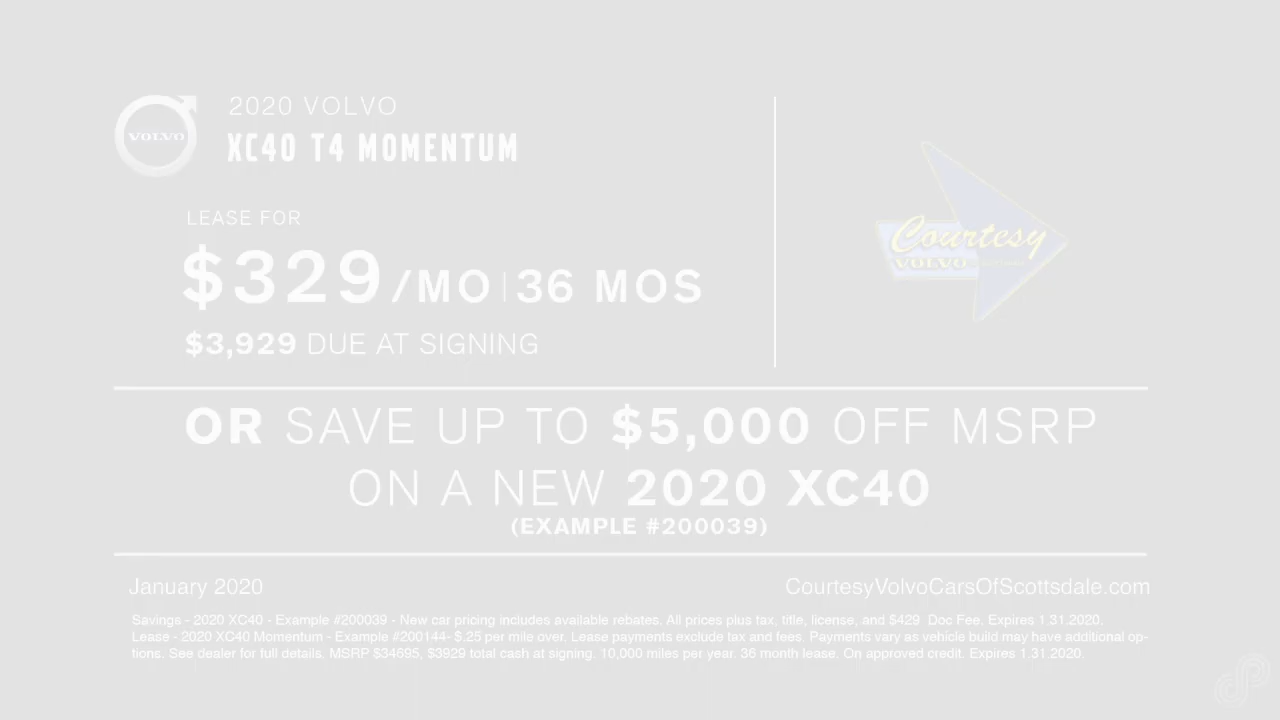 VOLVO
2020 VOLVO
XC40 T4 MOMENTUM
LEASE FOR
$329/MO | 36 MOS
$3,929 DUE AT SIGNING
Courtesy
VOLVO
OR SAVE UP TO $5,000 OFF MSRP
ON A NEW 2020 XC40
(EXAMPLE #200039)
January 2020
CourtesyVolvoCarsOfScottsdale.com
Savings - 2020 XC40 - Example #200039 - New car pricing includes available rebates. All prices plus tax, title, license, and $429 Doc Fee. Expires 1.31.2020.
Lease - 2020 XC40 Momentum - Example #200144- $.25 per mile over. Lease payments exclude tax and fees. Payments vary as vehicle build may have additional op-
tions. See dealer for full details. MSRP $34695, $3929 total cash at signing. 10,000 miles per year. 36 month lease. On approved credit. Expires 1.31.2020.